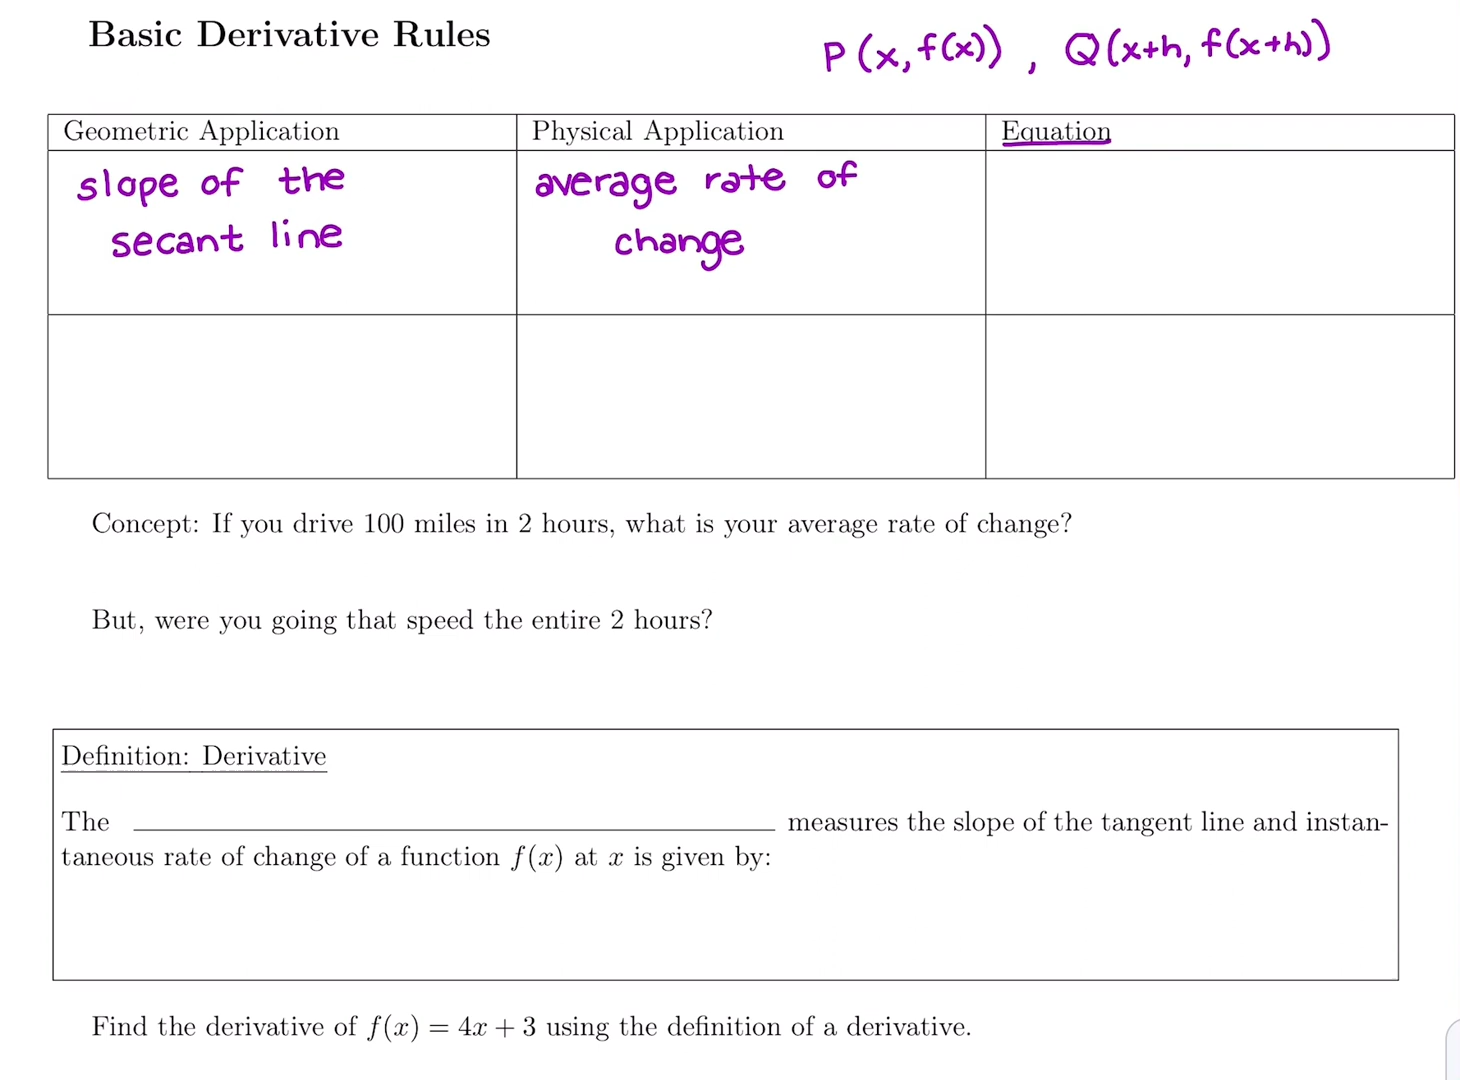 Basic Derivative Rules
P(x, f(x)) , Q(x+h, f(x+h))
Geometric Application
Physical Application
Equation
slope of the
secant line
average rate of
change
Concept: If you drive 100 miles in 2 hours, what is your average rate of change?
But, were you going that speed the entire 2 hours?
Definition: Derivative
The ________ measures the slope of the tangent line and instan-
taneous rate of change of a function f(x) at x is given by:
Find the derivative of f(x) = 4x + 3 using the definition of a derivative.